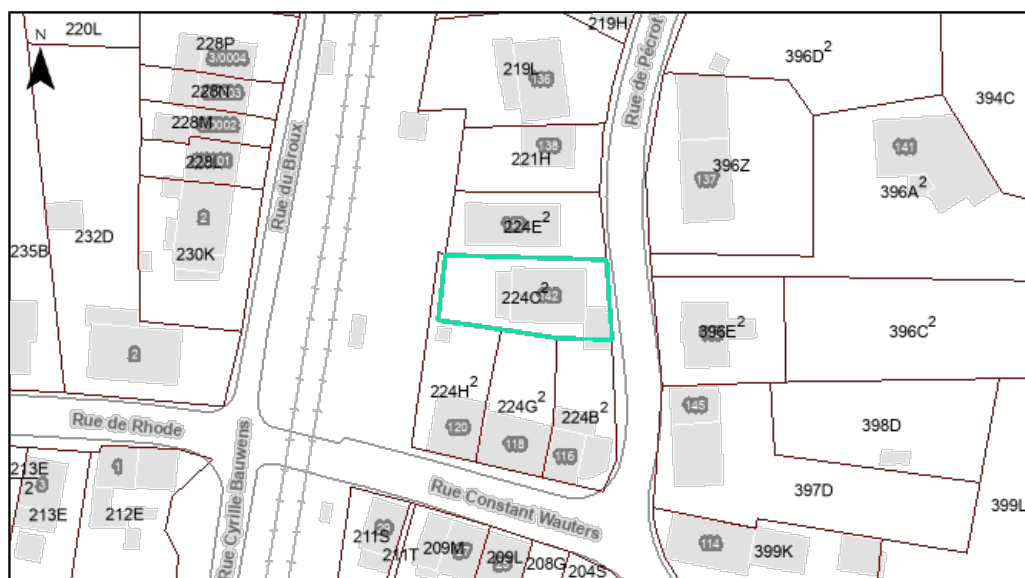 220L
219H
N
228P
3/0004
219L
136
Rue de Pécrot
396D²
394C
228N
228M
228L
Rue du Broux
138
221H
137
396Z
141
396A²
235B
232D
2
230K
224E²
142
396E²
396C²
2
224H²
224G²
224B²
120
118
116
145
398D
Rue de Rhode
Rue Cyrille Bauwens
Rue Constant Wauters
213E
2
3
213E
1
212E
211S
211T
209M
209L
208G
204S
397D
399L
114
399K